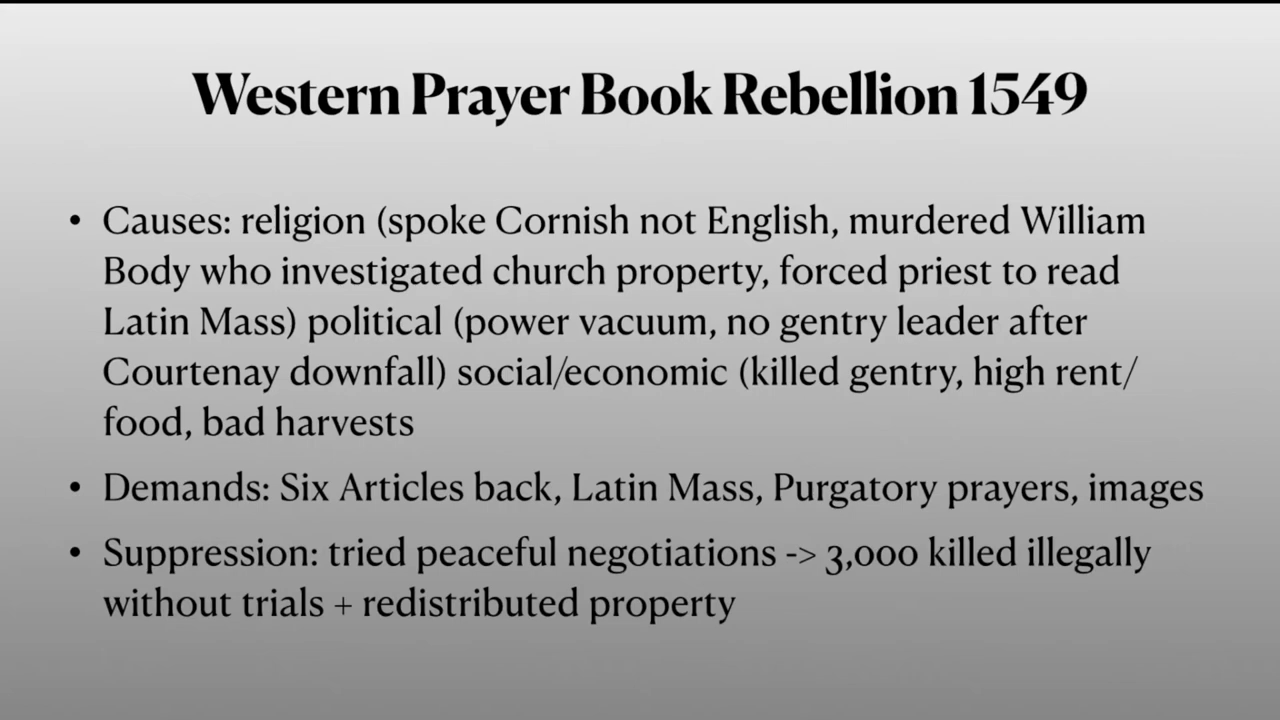 Western Prayer Book Rebellion 1549
• Causes: religion (spoke Cornish not English, murdered William
Body who investigated church property, forced priest to read
Latin Mass) political (power vacuum, no gentry leader after
Courtenay downfall) social/economic (killed gentry, high rent/
food, bad harvests
• Demands: Six Articles back, Latin Mass, Purgatory prayers, images
• Suppression: tried peaceful negotiations -> 3,000 killed illegally
without trials + redistributed property